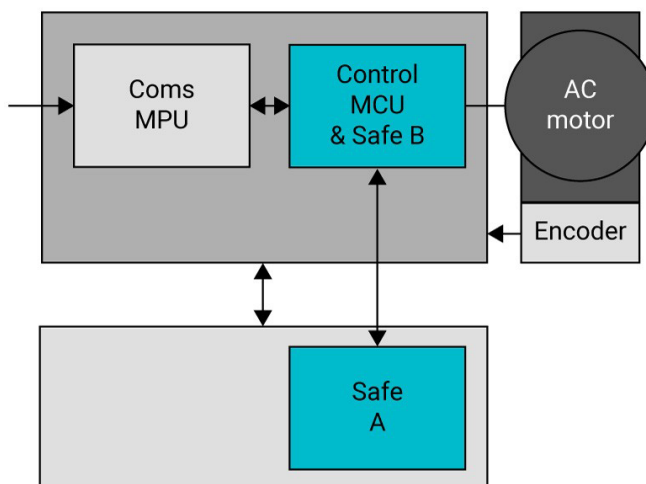 Coms
MPU
Control
MCU
& Safe B
AC
motor
Encoder
Safe
A